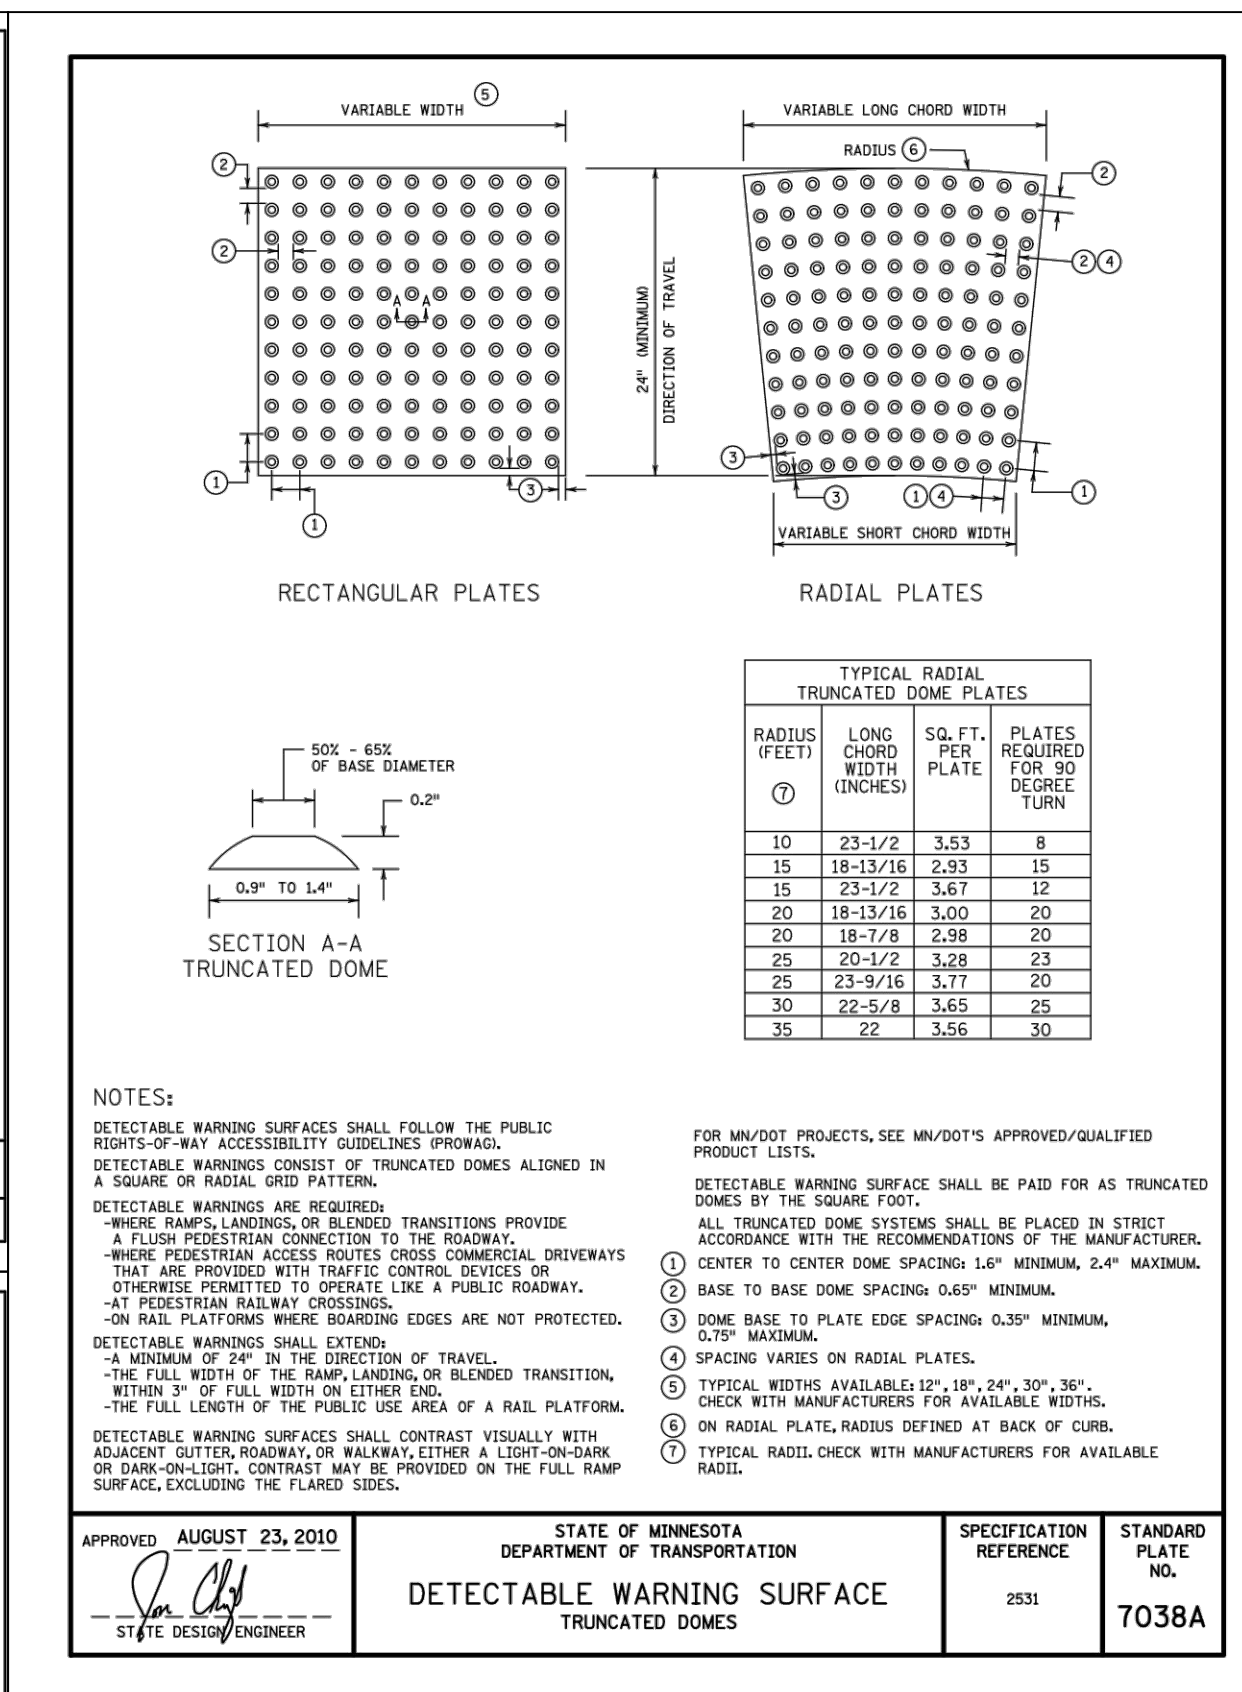 VARIABLE WIDTH 5
2
2
A A
1
1
3
RECTANGULAR PLATES
24" (MINIMUM)
DIRECTION OF TRAVEL
VARIABLE LONG CHORD WIDTH
RADIUS 6
2
2 4
3
3
1 4
1
VARIABLE SHORT CHORD WIDTH
RADIAL PLATES
50% - 65%
OF BASE DIAMETER
0.2"
0.9" TO 1.4"
SECTION A-A
TRUNCATED DOME
TYPICAL RADIAL
TRUNCATED DOME PLATES
RADIUS (FEET) 7 LONG CHORD WIDTH (INCHES) SQ. FT. PER PLATE PLATES REQUIRED FOR 90 DEGREE TURN
10 23-1/2 3.53 8
15 18-13/16 2.93 15
15 23-1/2 3.67 12
20 18-13/16 3.00 20
20 18-7/8 2.98 20
25 20-1/2 3.28 23
25 23-9/16 3.77 20
30 22-5/8 3.65 25
35 22 3.56 30
NOTES:
DETECTABLE WARNING SURFACES SHALL FOLLOW THE PUBLIC
RIGHTS-OF-WAY ACCESSIBILITY GUIDELINES (PROWAG).
DETECTABLE WARNINGS CONSIST OF TRUNCATED DOMES ALIGNED IN
A SQUARE OR RADIAL GRID PATTERN.
DETECTABLE WARNINGS ARE REQUIRED:
-WHERE RAMPS, LANDINGS, OR BLENDED TRANSITIONS PROVIDE
A FLUSH PEDESTRIAN CONNECTION TO THE ROADWAY.
-WHERE PEDESTRIAN ACCESS ROUTES CROSS COMMERCIAL DRIVEWAYS
THAT ARE PROVIDED WITH TRAFFIC CONTROL DEVICES OR
OTHERWISE PERMITTED TO OPERATE LIKE A PUBLIC ROADWAY.
-AT PEDESTRIAN RAILWAY CROSSINGS.
-ON RAIL PLATFORMS WHERE BOARDING EDGES ARE NOT PROTECTED.
DETECTABLE WARNINGS SHALL EXTEND:
-A MINIMUM OF 24" IN THE DIRECTION OF TRAVEL.
-THE FULL WIDTH OF THE RAMP, LANDING, OR BLENDED TRANSITION,
WITHIN 3" OF FULL WIDTH ON EITHER END.
-THE FULL LENGTH OF THE PUBLIC USE AREA OF A RAIL PLATFORM.
DETECTABLE WARNING SURFACES SHALL CONTRAST VISUALLY WITH
ADJACENT GUTTER, ROADWAY, OR WALKWAY, EITHER A LIGHT-ON-DARK
OR DARK-ON-LIGHT. CONTRAST MAY BE PROVIDED ON THE FULL RAMP
SURFACE, EXCLUDING THE FLARED SIDES.
FOR MN/DOT PROJECTS, SEE MN/DOT'S APPROVED/QUALIFIED
PRODUCT LISTS.
DETECTABLE WARNING SURFACE SHALL BE PAID FOR AS TRUNCATED
DOMES BY THE SQUARE FOOT.
ALL TRUNCATED DOME SYSTEMS SHALL BE PLACED IN STRICT
ACCORDANCE WITH THE RECOMMENDATIONS OF THE MANUFACTURER.
1 CENTER TO CENTER DOME SPACING: 1.6" MINIMUM, 2.4" MAXIMUM.
2 BASE TO BASE DOME SPACING: 0.65" MINIMUM.
3 DOME BASE TO PLATE EDGE SPACING: 0.35" MINIMUM,
0.75" MAXIMUM.
4 SPACING VARIES ON RADIAL PLATES.
5 TYPICAL WIDTHS AVAILABLE: 12", 18", 24", 30", 36".
CHECK WITH MANUFACTURERS FOR AVAILABLE WIDTHS.
6 ON RADIAL PLATE, RADIUS DEFINED AT BACK OF CURB.
7 TYPICAL RADII. CHECK WITH MANUFACTURERS FOR AVAILABLE
RADII.
APPROVED AUGUST 23, 2010
STATE DESIGN ENGINEER
STATE OF MINNESOTA
DEPARTMENT OF TRANSPORTATION
DETECTABLE WARNING SURFACE
TRUNCATED DOMES
SPECIFICATION
REFERENCE
2531
STANDARD
PLATE
NO.
7038A